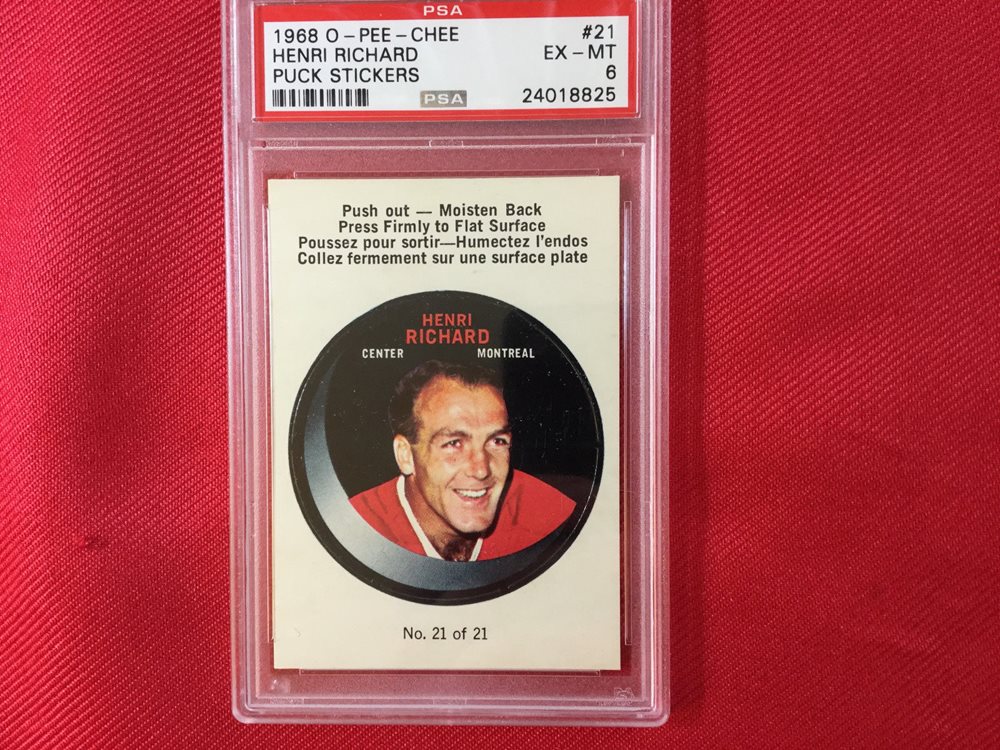 PSA
1968 O-PEE-CHEE #21
HENRI RICHARD EX-MT
PUCK STICKERS 6
PSA 24018825
Push out — Moisten Back
Press Firmly to Flat Surface
Poussez pour sortir—Humectez l'endos
Collez fermement sur une surface plate
HENRI
RICHARD
CENTER MONTREAL
No. 21 of 21